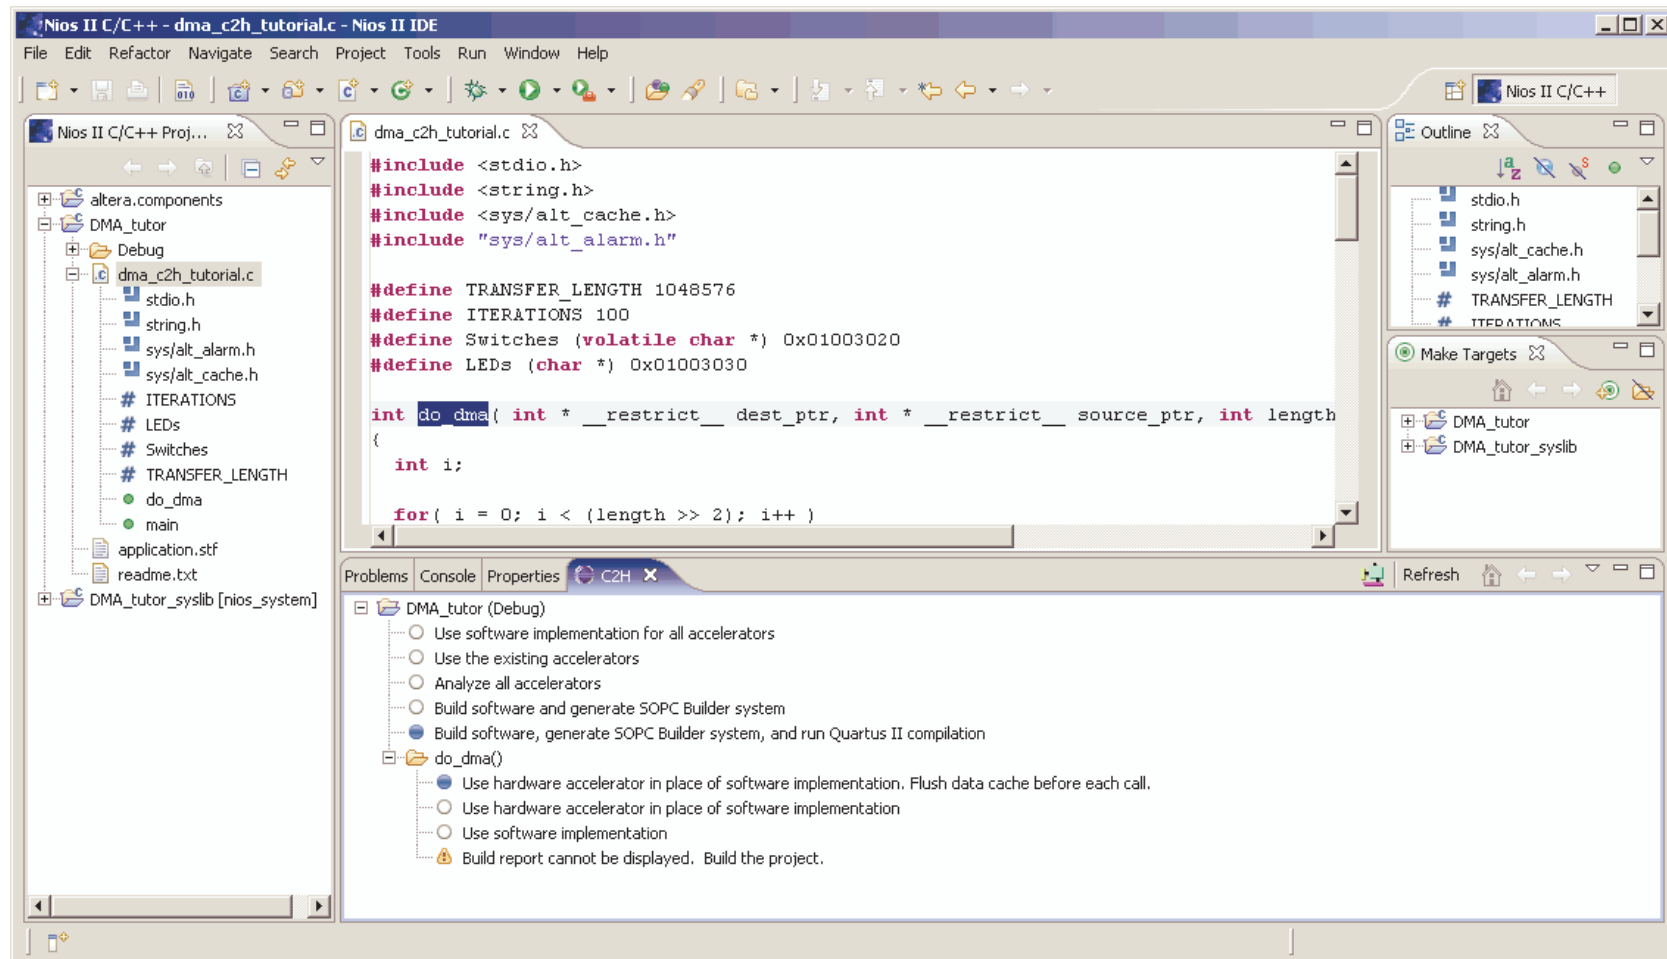 Nios II C/C++ - dma_c2h_tutorial.c - Nios II IDE
File Edit Refactor Navigate Search Project Tools Run Window Help
Nios II C/C++
Nios II C/C++ Proj...
altera.components
DMA_tutor
Debug
dma_c2h_tutorial.c
stdio.h
string.h
sys/alt_alarm.h
sys/alt_cache.h
# ITERATIONS
# LEDs
# Switches
# TRANSFER_LENGTH
do_dma
main
application.stf
readme.txt
DMA_tutor_syslib [nios_system]
dma_c2h_tutorial.c
#include <stdio.h>
#include <string.h>
#include <sys/alt_cache.h>
#include "sys/alt_alarm.h"
#define TRANSFER_LENGTH 1048576
#define ITERATIONS 100
#define Switches (volatile char *) 0x01003020
#define LEDs (char *) 0x01003030
int do_dma( int * __restrict__ dest_ptr, int * __restrict__ source_ptr, int length
{
int i;
for( i = 0; i < (length >> 2); i++ )
Outline
stdio.h
string.h
sys/alt_cache.h
sys/alt_alarm.h
# TRANSFER_LENGTH
# ITERATIONS
Make Targets
DMA_tutor
DMA_tutor_syslib
Problems Console Properties C2H
Refresh
DMA_tutor (Debug)
Use software implementation for all accelerators
Use the existing accelerators
Analyze all accelerators
Build software and generate SOPC Builder system
Build software, generate SOPC Builder system, and run Quartus II compilation
do_dma()
Use hardware accelerator in place of software implementation. Flush data cache before each call.
Use hardware accelerator in place of software implementation
Use software implementation
Build report cannot be displayed. Build the project.